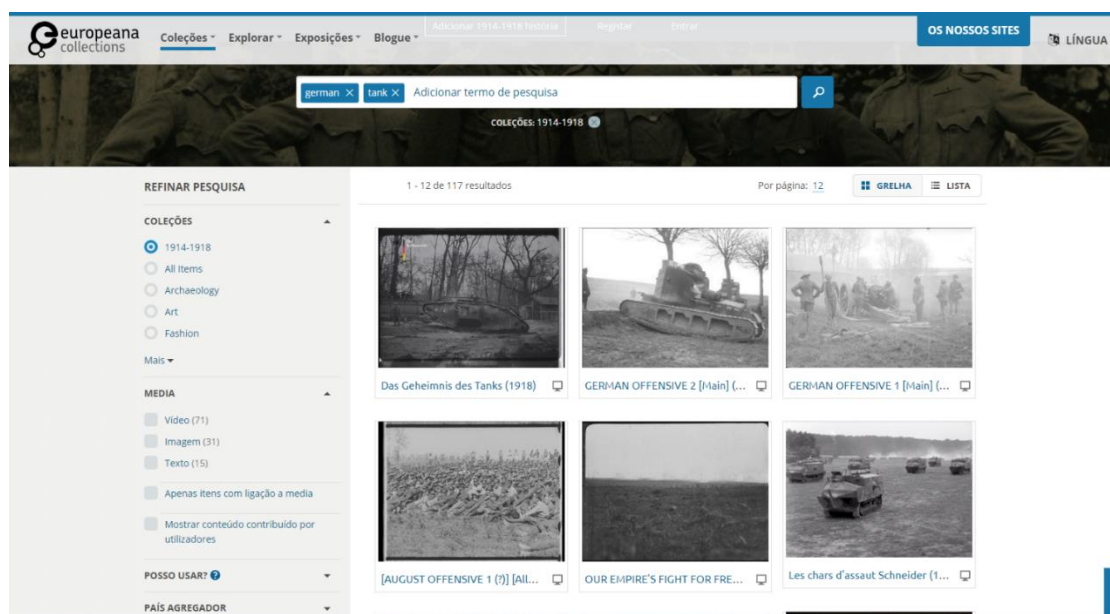 europeana
collections
Coleções
Explorar
Exposições
Blogue
Adicionar 1914-1918 história
Registar
Entrar
OS NOSSOS SITES
LÍNGUA
german ×
tank ×
Adicionar termo de pesquisa
COLEÇÕES: 1914-1918
REFINAR PESQUISA
1 - 12 de 117 resultados
Por página: 12
GRELHA
LISTA
COLEÇÕES
1914-1918
All Items
Archaeology
Art
Fashion
Mais
MEDIA
Vídeo (71)
Imagem (31)
Texto (15)
Apenas itens com ligação a media
Mostrar conteúdo contribuído por
utilizadores
POSSO USAR?
PAÍS AGREGADOR
Das Geheimnis des Tanks (1918)
GERMAN OFFENSIVE 2 [Main] (...
GERMAN OFFENSIVE 1 [Main] (...
[AUGUST OFFENSIVE 1 (?)] [All...
OUR EMPIRE'S FIGHT FOR FRE...
Les chars d'assaut Schneider (1...